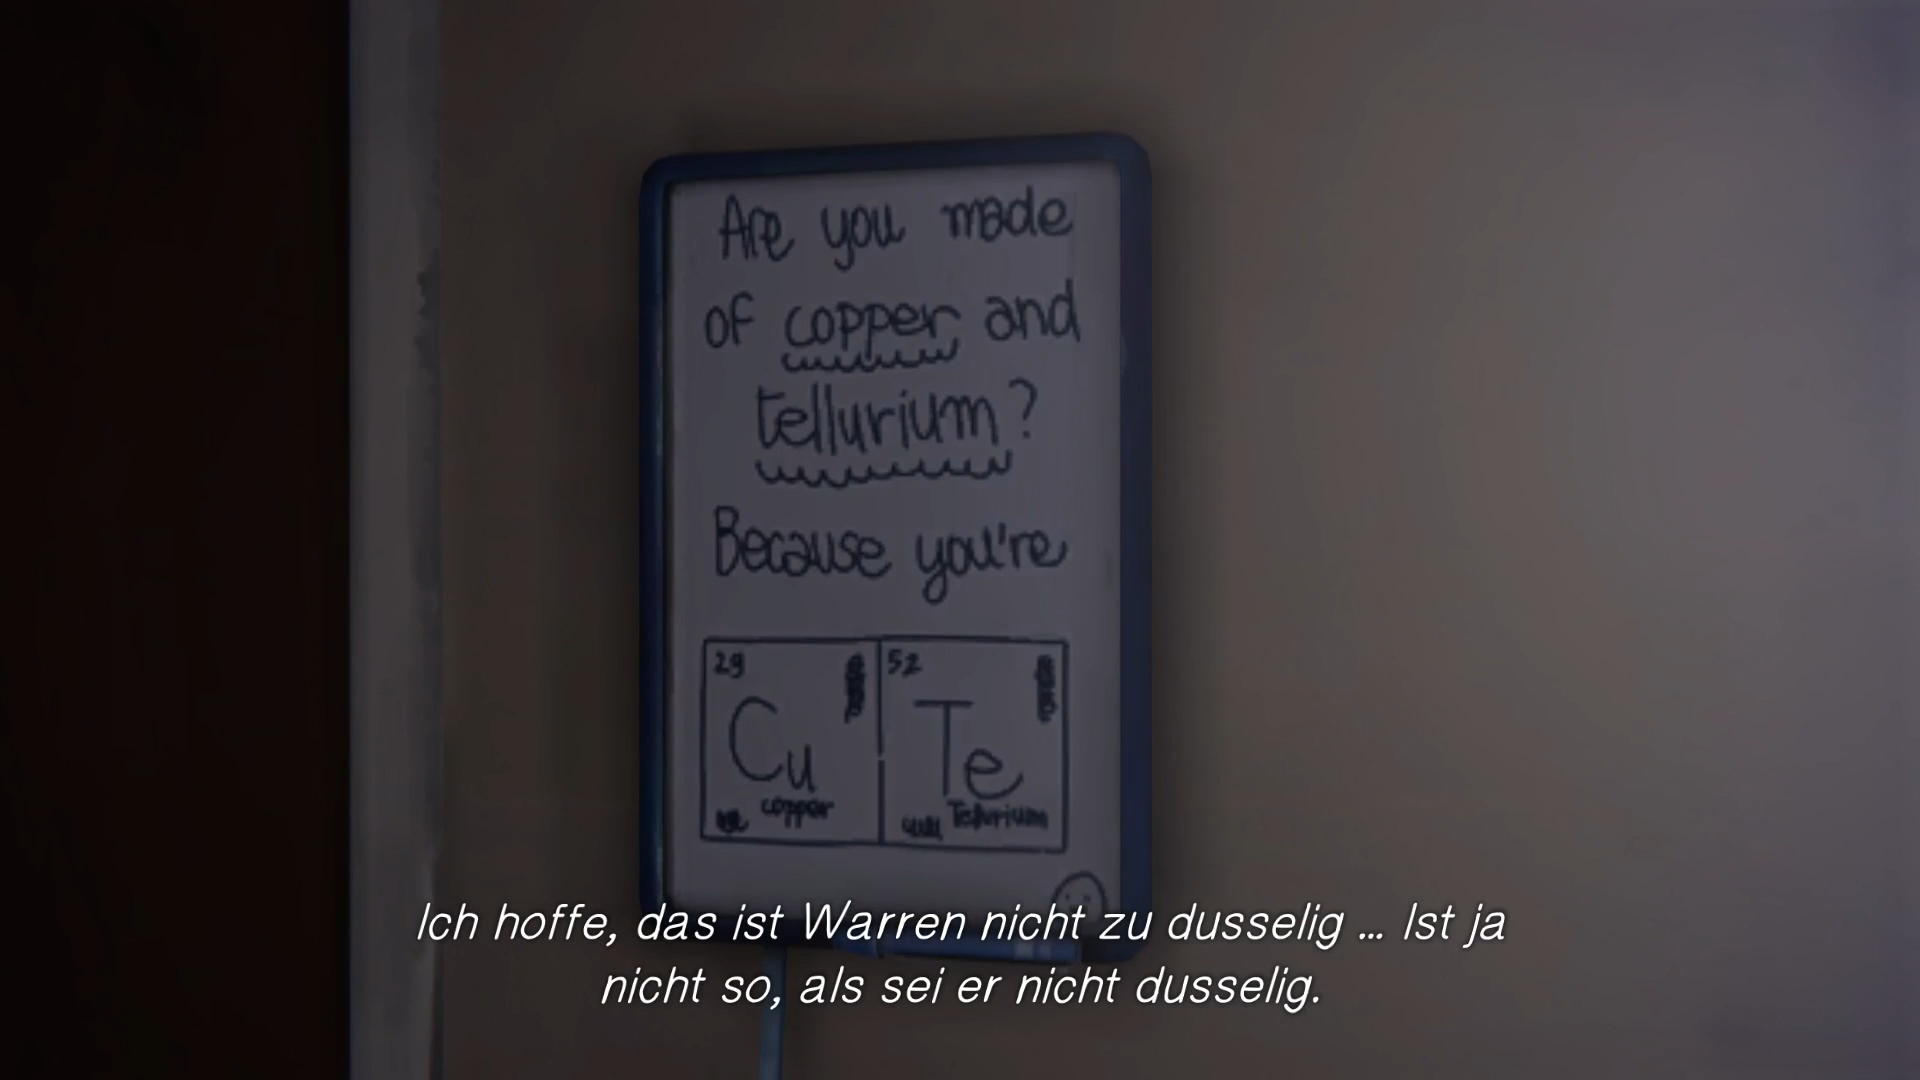 Are you made
of copper and
tellurium?
Because you're
29 52
Cu Te
copper Tellurium
Ich hoffe, das ist Warren nicht zu dusselig ... Ist ja
nicht so, als sei er nicht dusselig.